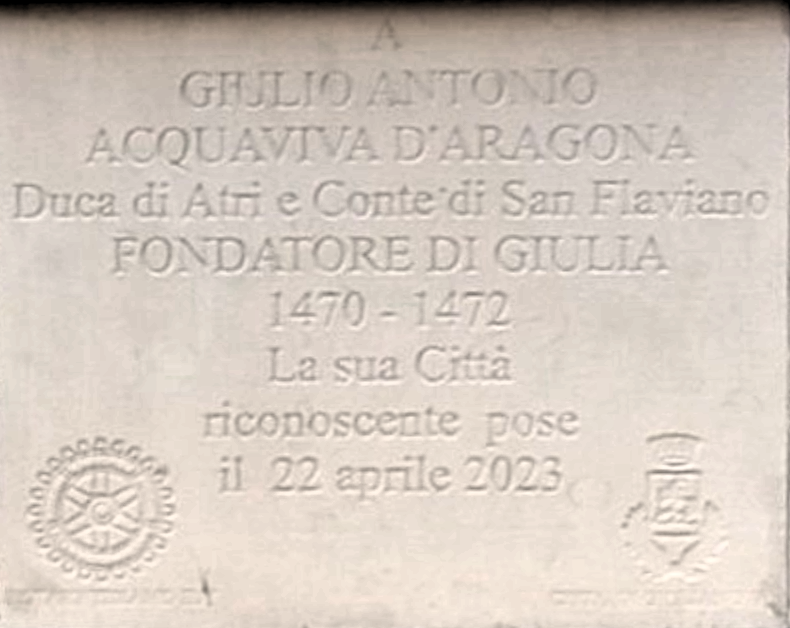 A
GIULIO ANTONIO
ACQUAVIVA D'ARAGONA
Duca di Atri e Conte di San Flaviano
FONDATORE DI GIULIA
1470 - 1472
La sua Città
riconoscente pose
il 22 aprile 2023